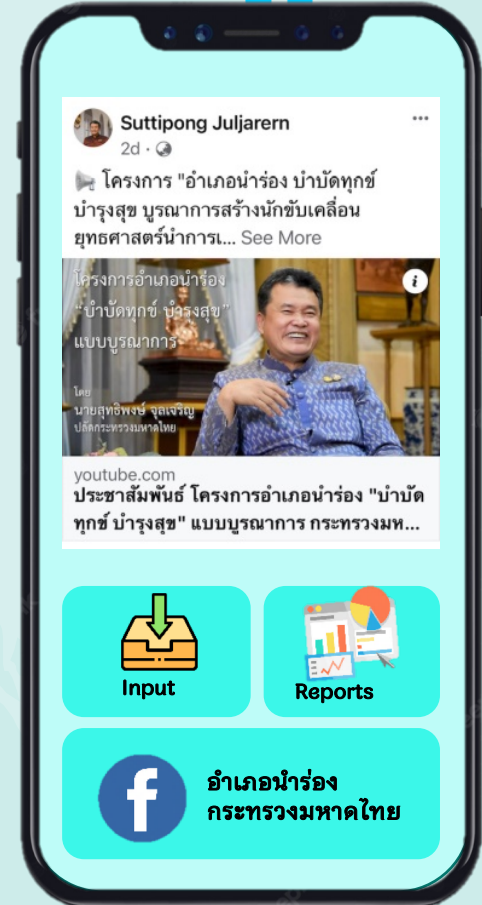 Suttipong Juljarern
2d
โครงการ "อำเภอนำร่อง บำบัดทุกข์
บำรุงสุข บูรณาการสร้างนักขับเคลื่อน
ยุทธศาสตร์นำการเ... See More
โครงการอำเภอนำร่อง
"บำบัดทุกข์ บำรุงสุข"
แบบบูรณาการ
โดย
นายสุทธิพงษ์ จุลเจริญ
ปลัดกระทรวงมหาดไทย
youtube.com
ประชาสัมพันธ์ โครงการอำเภอนำร่อง "บำบัด
ทุกข์ บำรุงสุข" แบบบูรณาการ กระทรวงมห...
Input
Reports
อำเภอนำร่อง
กระทรวงมหาดไทย